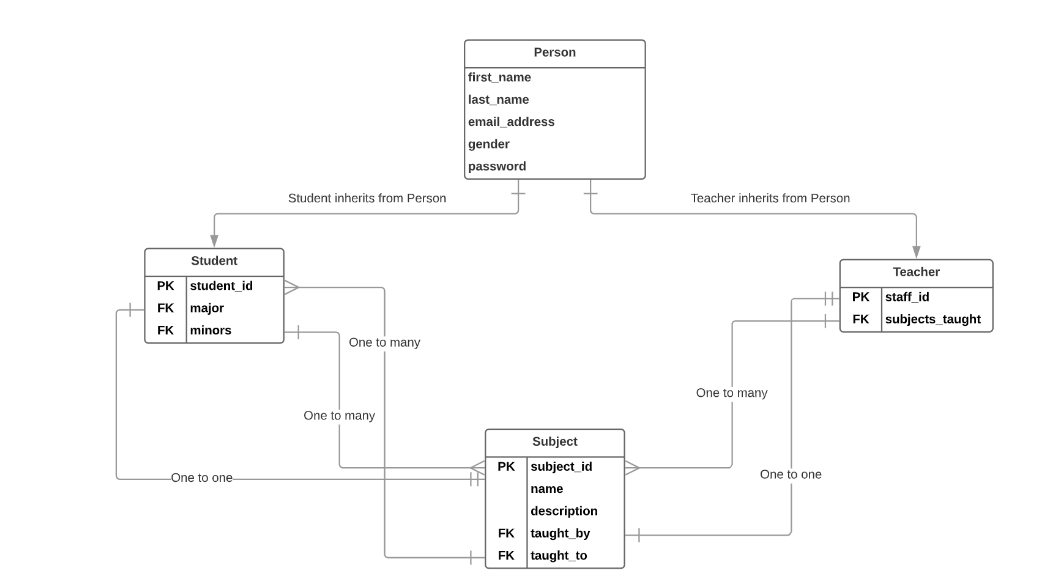 Person
first_name
last_name
email_address
gender
password
Student inherits from Person
Teacher inherits from Person
Student
PK student_id
FK major
FK minors
Teacher
PK staff_id
FK subjects_taught
One to many
One to many
One to many
One to one
One to one
Subject
PK subject_id
name
description
FK taught_by
FK taught_to